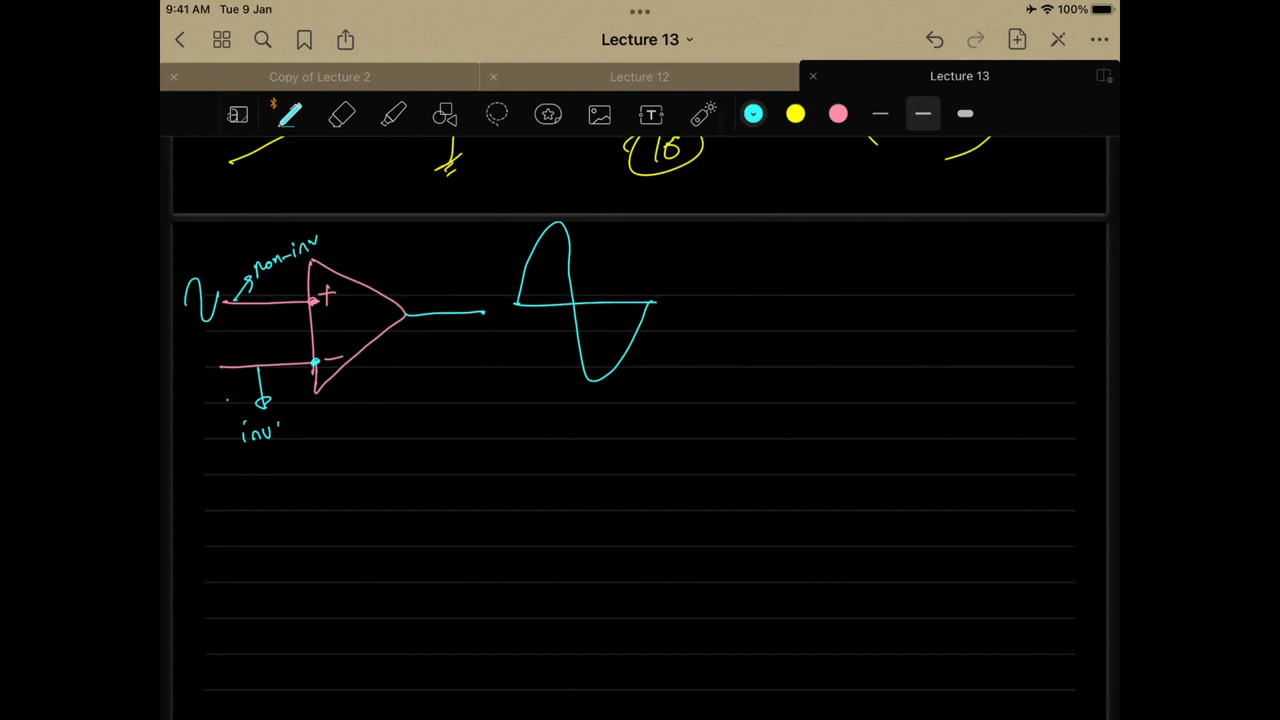 9:41 AM Tue 9 Jan
100%
Lecture 13
Copy of Lecture 2
Lecture 12
Lecture 13
T
16
non-inv
+
-
inv